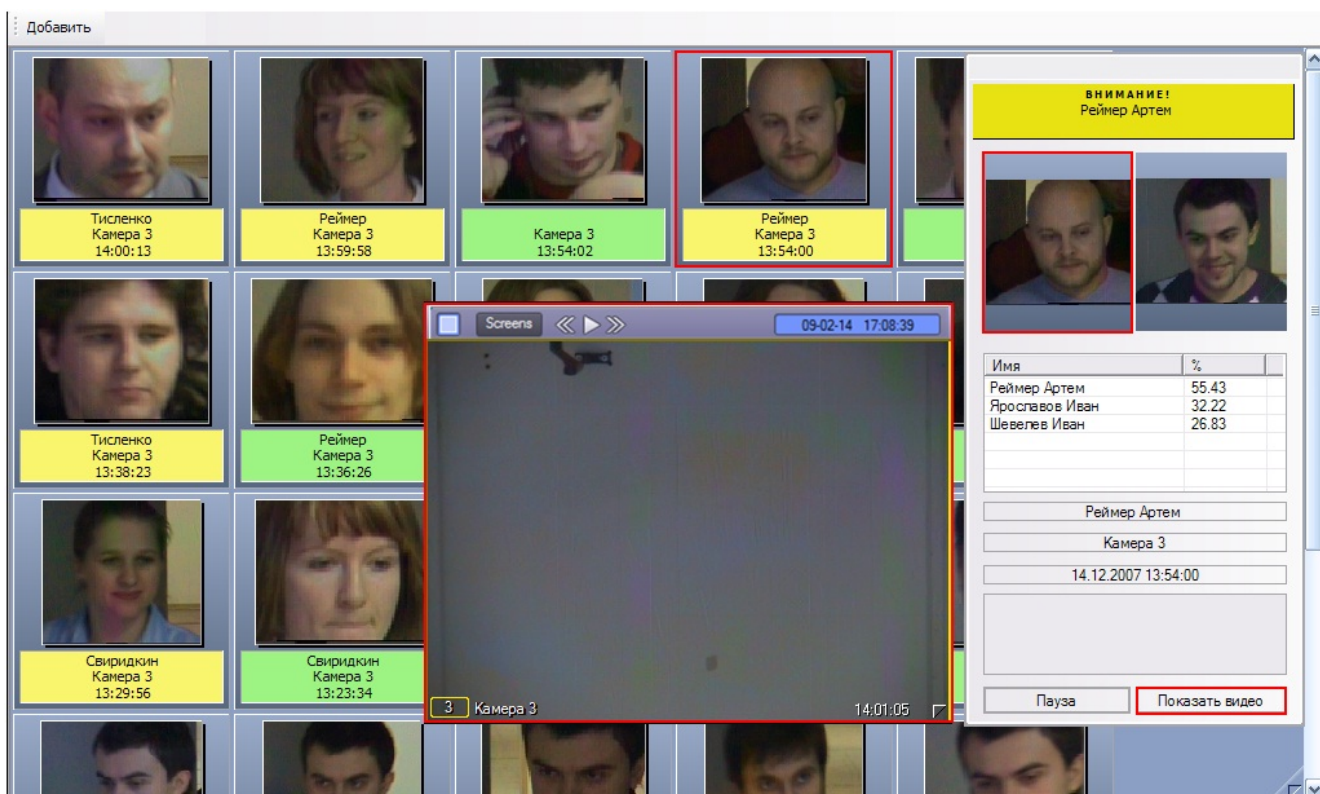 Добавить
Тисленко
Камера 3
14:00:13
Реймер
Камера 3
13:59:58
Камера 3
13:54:02
Реймер
Камера 3
13:54:00
Тисленко
Камера 3
13:38:23
Реймер
Камера 3
13:36:26
Свиридкин
Камера 3
13:29:56
Свиридкин
Камера 3
13:23:34
Screens
09-02-14 17:08:39
3 Камера 3
14:01:05
ВНИМАНИЕ!
Реймер Артем
Имя %
Реймер Артем 55.43
Ярославов Иван 32.22
Шевелев Иван 26.83
Реймер Артем
Камера 3
14.12.2007 13:54:00
Пауза Показать видео